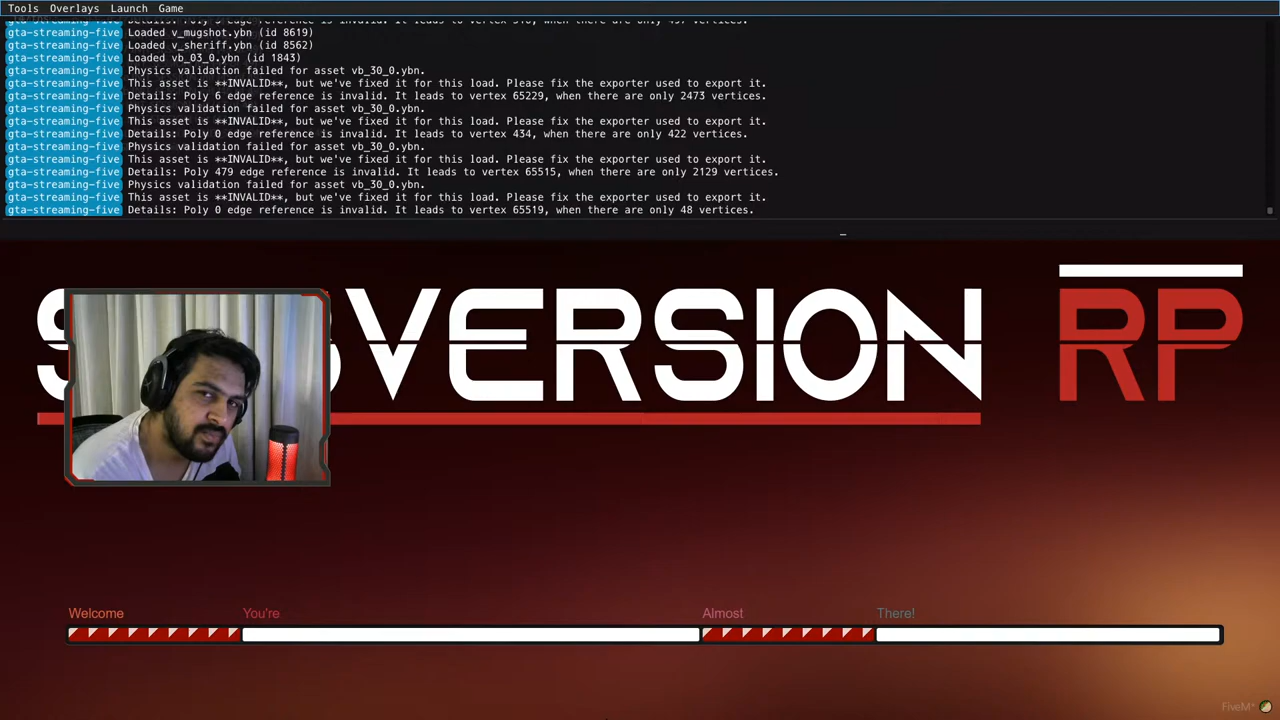 Tools Overlays Launch Game
gta-streaming-five Loaded v_mugshot.ybn (id 8619)
gta-streaming-five Loaded v_sheriff.ybn (id 8562)
gta-streaming-five Loaded vb_03_0.ybn (id 1843)
gta-streaming-five Physics validation failed for asset vb_30_0.ybn.
gta-streaming-five This asset is **INVALID**, but we've fixed it for this load. Please fix the exporter used to export it.
gta-streaming-five Details: Poly 6 edge reference is invalid. It leads to vertex 65229, when there are only 2473 vertices.
gta-streaming-five Physics validation failed for asset vb_30_0.ybn.
gta-streaming-five This asset is **INVALID**, but we've fixed it for this load. Please fix the exporter used to export it.
gta-streaming-five Details: Poly 0 edge reference is invalid. It leads to vertex 434, when there are only 422 vertices.
gta-streaming-five Physics validation failed for asset vb_30_0.ybn.
gta-streaming-five This asset is **INVALID**, but we've fixed it for this load. Please fix the exporter used to export it.
gta-streaming-five Details: Poly 479 edge reference is invalid. It leads to vertex 65515, when there are only 2129 vertices.
gta-streaming-five Physics validation failed for asset vb_30_0.ybn.
gta-streaming-five This asset is **INVALID**, but we've fixed it for this load. Please fix the exporter used to export it.
gta-streaming-five Details: Poly 0 edge reference is invalid. It leads to vertex 65519, when there are only 48 vertices.
VERSION RP
Welcome You're Almost There!
FiveM*